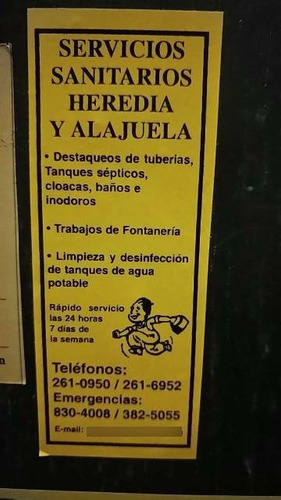 SERVICIOS
SANITARIOS
HEREDIA
Y ALAJUELA
• Destaqueos de tuberias,
Tanques sépticos,
cloacas, baños e
inodoros
• Trabajos de Fontanería
• Limpieza y desinfección
de tanques de agua
potable
Rápido servicio
las 24 horas
7 días de
la semana
Teléfonos:
261-0950 / 261-6952
Emergencias:
830-4008 / 382-5055
E-mail:
n